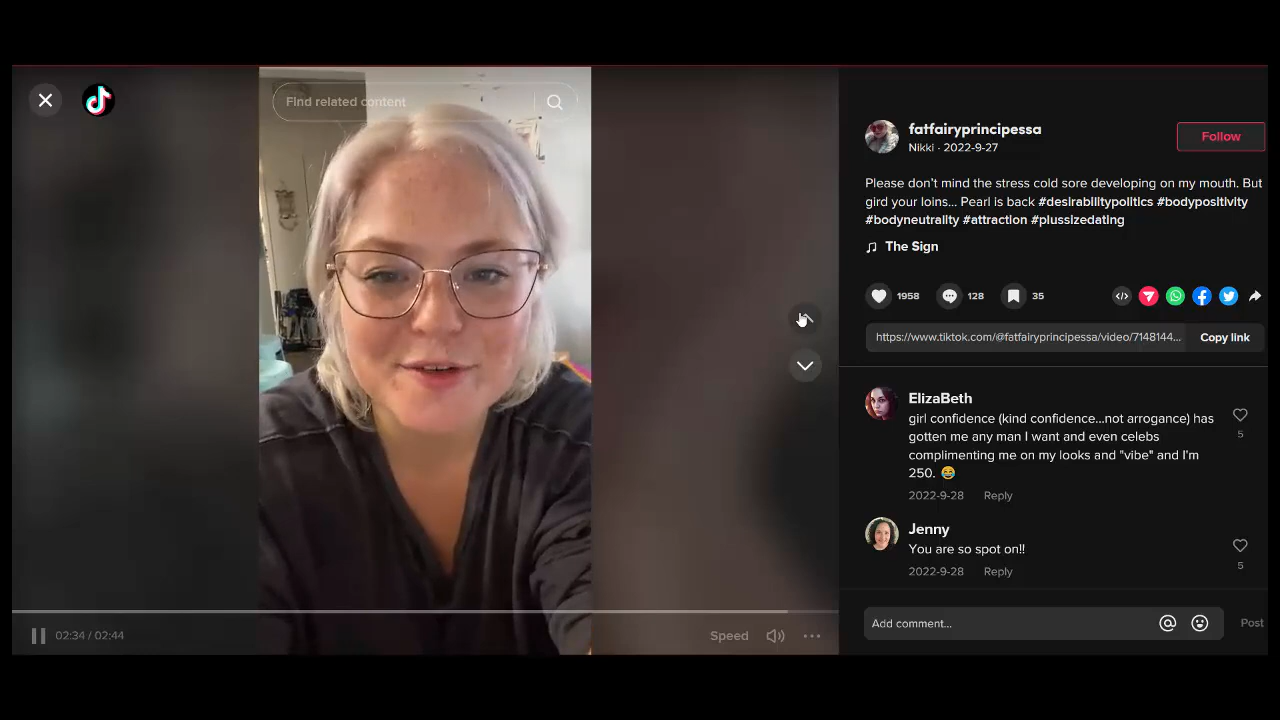 Find related content
fatfairyprincipessa
Nikki · 2022-9-27
Follow
Please don't mind the stress cold sore developing on my mouth. But
gird your loins... Pearl is back #desirabilitypolitics #bodypositivity
#bodyneutrality #attraction #plussizedating
The Sign
1958
128
35
https://www.tiktok.com/@fatfairyprincipessa/video/7148144...
Copy link
ElizaBeth
girl confidence (kind confidence...not arrogance) has
gotten me any man I want and even celebs
complimenting me on my looks and "vibe" and I'm
250. 😂
5
2022-9-28 Reply
Jenny
You are so spot on!!
5
2022-9-28 Reply
02:34 / 02:44
Speed
Add comment...
@
Post